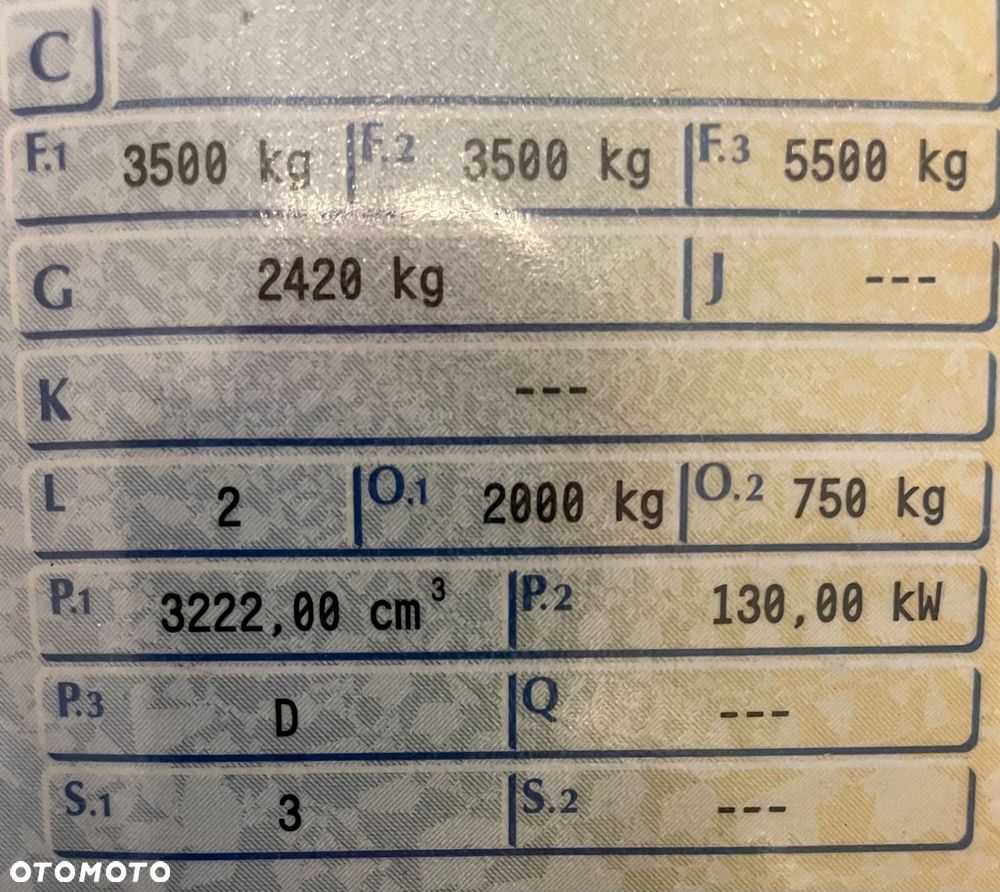 C
F.1 3500 kg F.2 3500 kg F.3 5500 kg
G 2420 kg J ---
K ---
L 2 O.1 2000 kg O.2 750 kg
P.1 3222,00 cm³ P.2 130,00 kW
P.3 D Q ---
S.1 3 S.2 ---
OTOMOTO